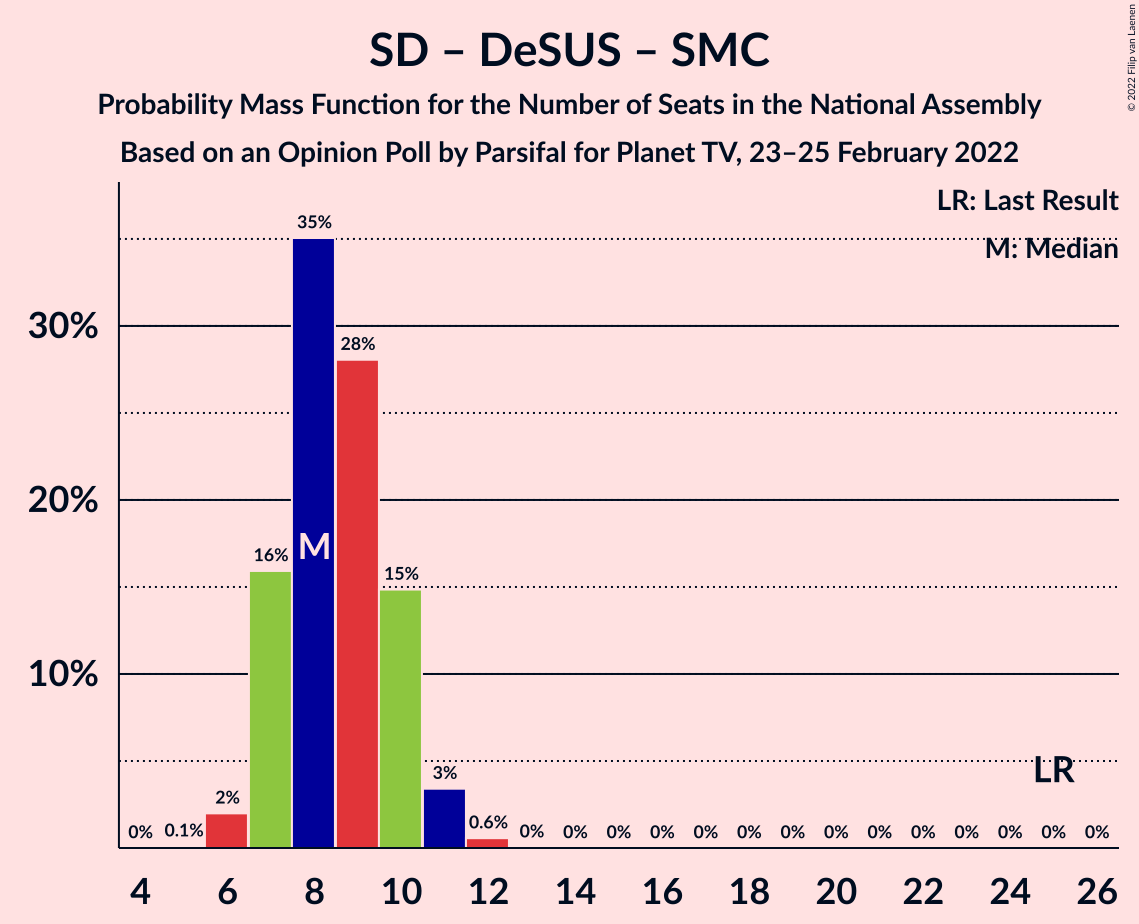 © 2022 Filip van Laenen
SD – DeSUS – SMC
Probability Mass Function for the Number of Seats in the National Assembly
Based on an Opinion Poll by Parsifal for Planet TV, 23–25 February 2022
LR: Last Result
M: Median
35%
30%
28%
20%
M
16%
15%
10%
LR
3%
2%
0% 0.1% 0.6% 0% 0% 0% 0% 0% 0% 0% 0% 0% 0% 0% 0% 0% 0%
4 6 8 10 12 14 16 18 20 22 24 26